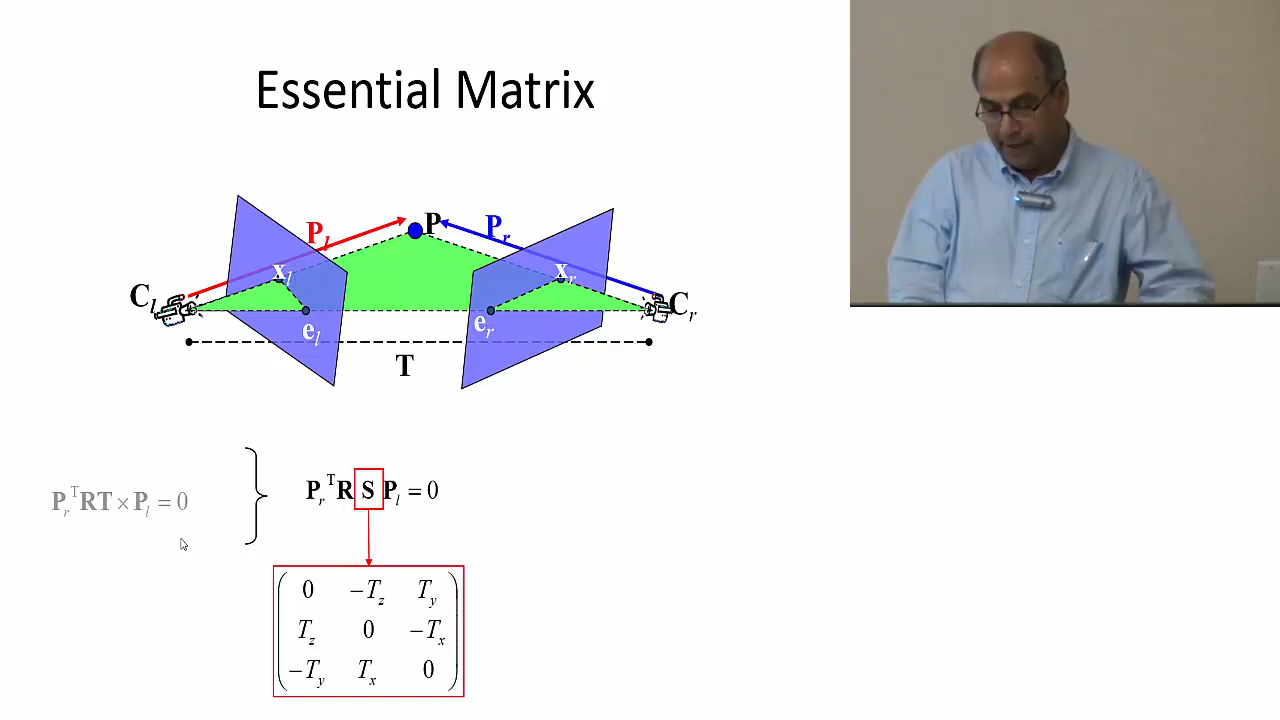 Essential Matrix
P
P_l
P_r
x_l
x_r
C_l
C_r
e_l
e_r
T
P_r^T R S P_l = 0
P_r^T RT × P_l = 0
0 −T_z T_y
T_z 0 −T_x
−T_y T_x 0